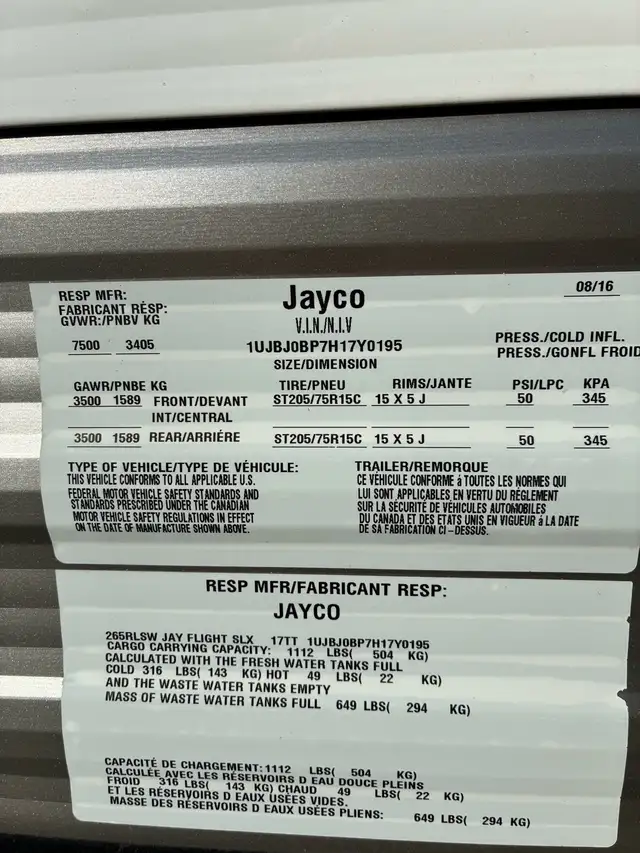 RESP MFR:
Jayco
08/16
FABRICANT RÉSP:
GVWR:/PNBV KG
V.I.N./N.I.V
7500 3405
1UJBJ0BP7H17Y0195
PRESS./COLD INFL.
SIZE/DIMENSION
PRESS./GONFL FROID
GAWR/PNBE KG TIRE/PNEU RIMS/JANTE PSI/LPC KPA
3500 1589 FRONT/DEVANT ST205/75R15C 15 X 5 J 50 345
INT/CENTRAL
3500 1589 REAR/ARRIÉRE ST205/75R15C 15 X 5 J 50 345
TYPE OF VEHICLE/TYPE DE VÉHICULE: TRAILER/REMORQUE
THIS VEHICLE CONFORMS TO ALL APPLICABLE U.S.
FEDERAL MOTOR VEHICLE SAFETY STANDARDS AND
STANDARDS PRESCRIBED UNDER THE CANADIAN
MOTOR VEHICLE SAFETY REGULATIONS IN EFFECT
ON THE DATE OF MANUFACTURE SHOWN ABOVE.
CE VÉHICULE CONFORME á TOUTES LES NORMES QUI
LUI SONT APPLICABLES EN VERTU DU RÉGLEMENT
SUR LA SÉCURITÉ DE VÉHICULES AUTOMOBILES
DU CANADA ET DES ETATS UNIS EN VIGUEUR á LA DATE
DE SA FABRICATION CI-DESSUS.
RESP MFR/FABRICANT RESP:
JAYCO
265RLSW JAY FLIGHT SLX 17TT 1UJBJ0BP7H17Y0195
CARGO CARRYING CAPACITY: 1112 LBS( 504 KG)
CALCULATED WITH THE FRESH WATER TANKS FULL
COLD 316 LBS( 143 KG) HOT 49 LBS( 22 KG)
AND THE WASTE WATER TANKS EMPTY
MASS OF WASTE WATER TANKS FULL 649 LBS( 294 KG)
CAPACITÉ DE CHARGEMENT:1112 LBS( 504 KG)
CALCULÉE AVEC LES RÉSERVOIRS D EAU DOUCE PLEINS
FROID 316 LBS( 143 KG) CHAUD 49 LBS( 22 KG)
ET LES RÉSERVOIRS D EAUX USÉES VIDES.
MASSE DES RÉSERVOIRS D EAUX USÉES PLIENS: 649 LBS( 294 KG)